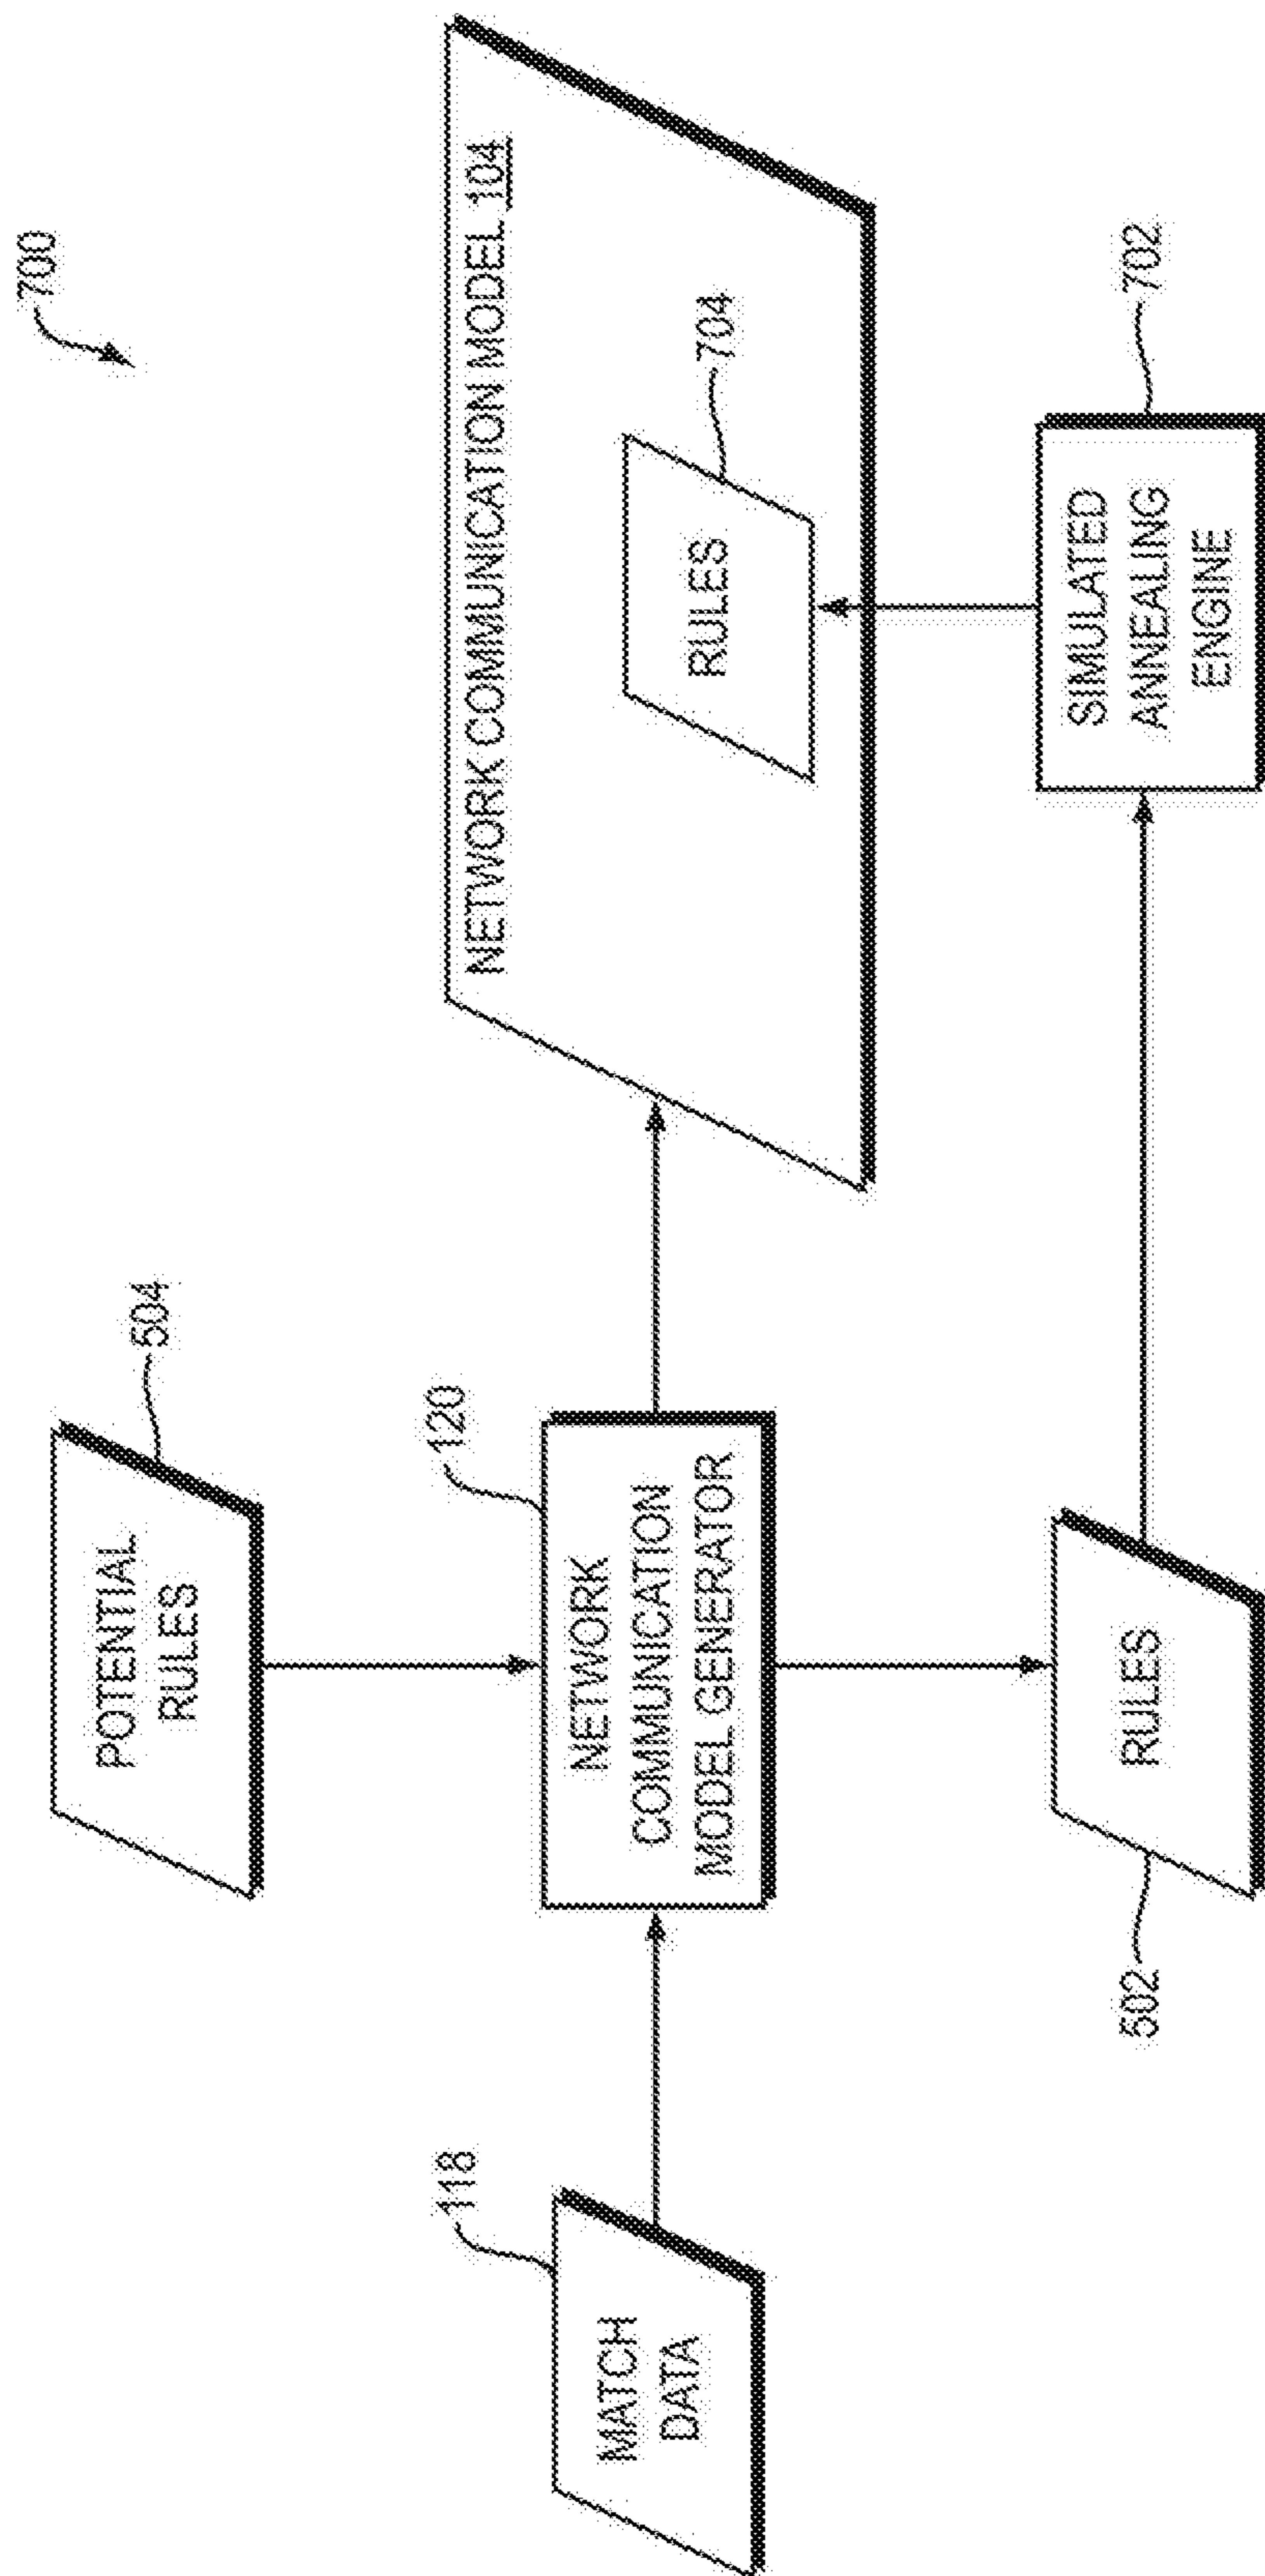 700
POTENTIAL
RULES
504
NETWORK COMMUNICATION MODEL 104
RULES
704
118
MATCH
DATA
120
NETWORK
COMMUNICATION
MODEL GENERATOR
502
RULES
SIMULATED
ANNEALING
ENGINE
702